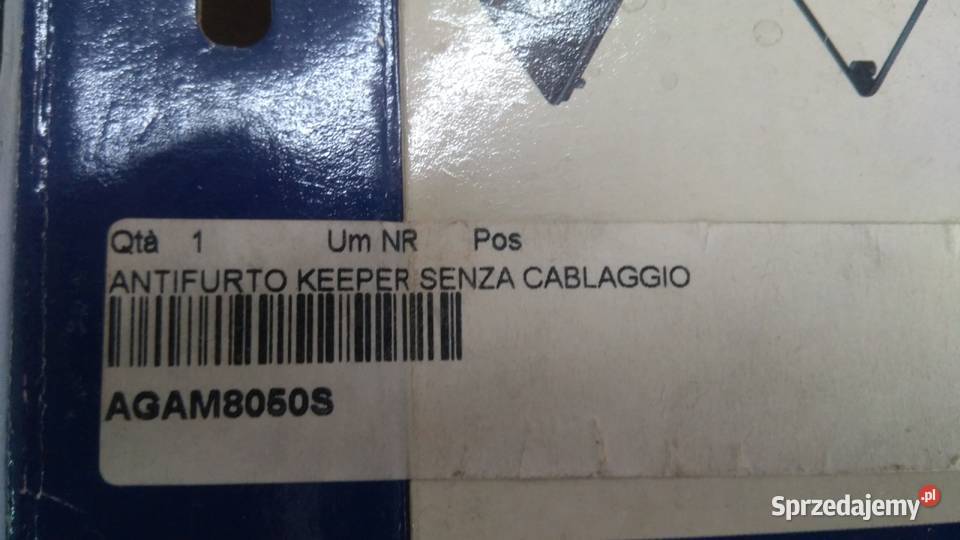 Qtà 1 Um NR Pos
ANTIFURTO KEEPER SENZA CABLAGGIO
AGAM8050S
Sprzedajemy.pl